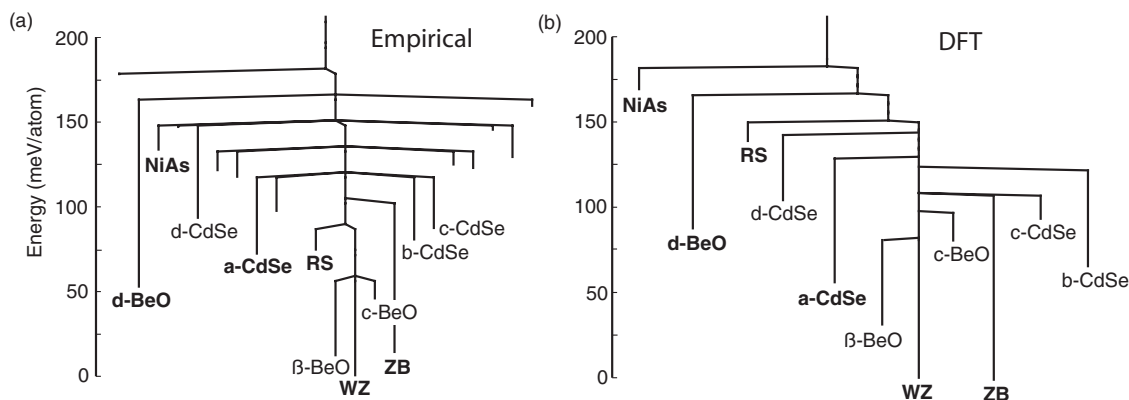 (a)
Empirical
Energy (meV/atom)
200
150
100
50
0
NiAs
d-CdSe
c-CdSe
b-CdSe
a-CdSe
RS
d-BeO
c-BeO
ß-BeO
ZB
WZ
(b)
DFT
200
150
100
50
0
NiAs
RS
d-CdSe
d-BeO
c-CdSe
c-BeO
b-CdSe
a-CdSe
ß-BeO
WZ
ZB